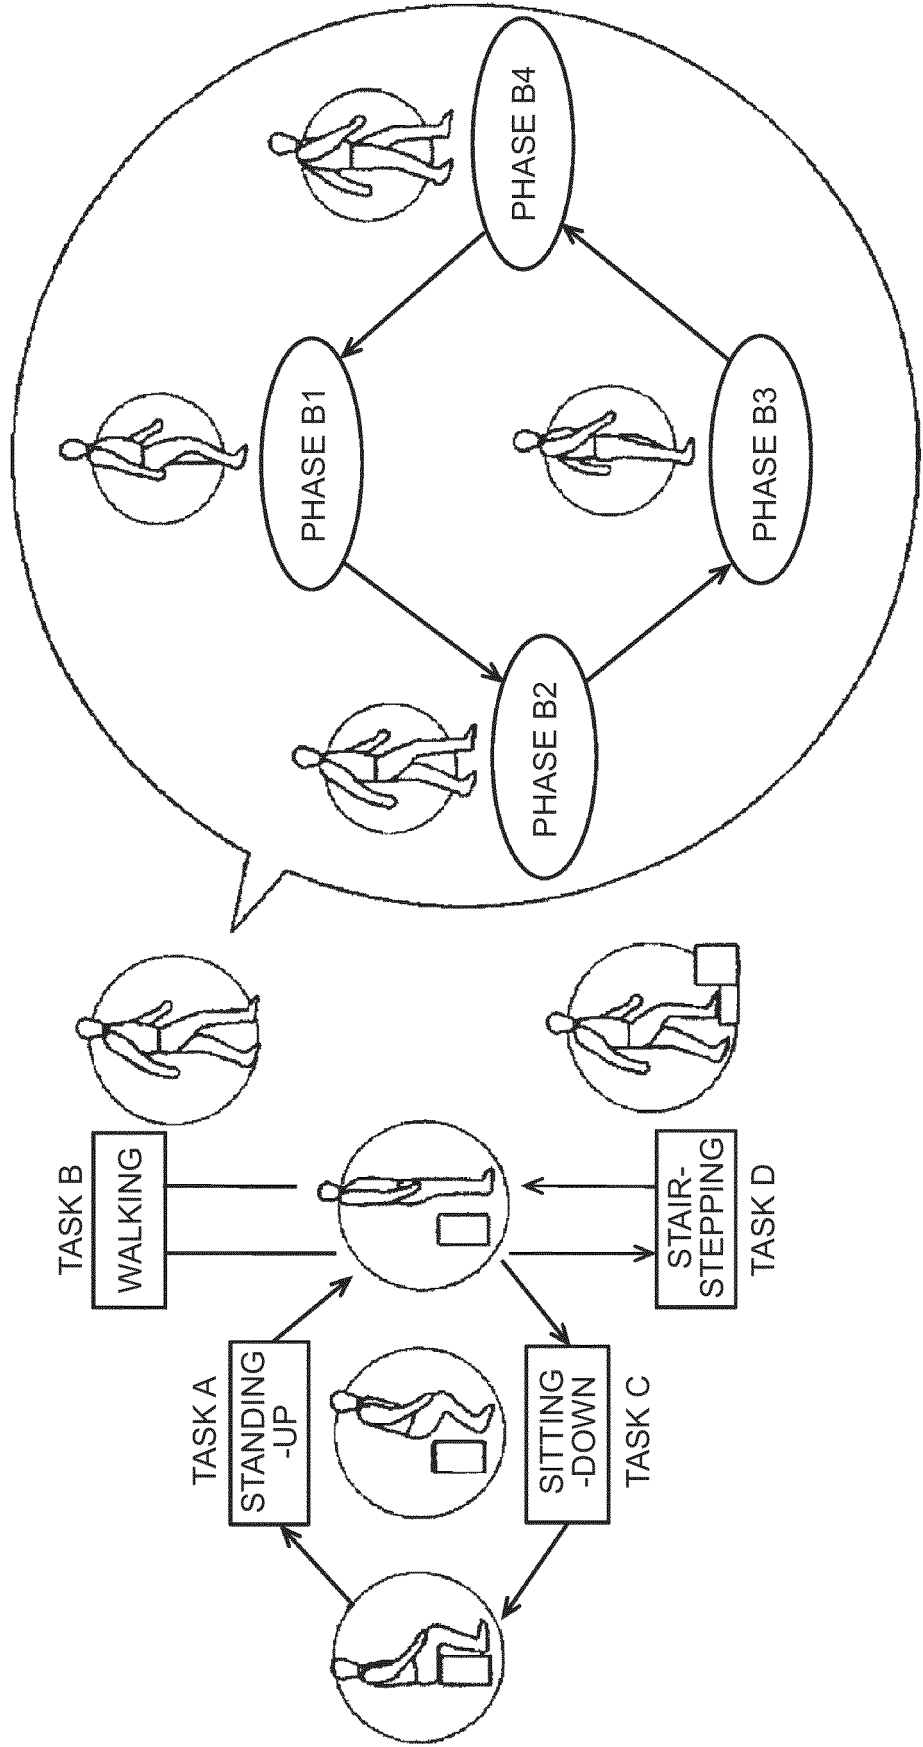 TASK A
STANDING
-UP
TASK B
WALKING
SITTING
-DOWN
TASK C
STAIR-
STEPPING
TASK D
PHASE B1
PHASE B2
PHASE B3
PHASE B4